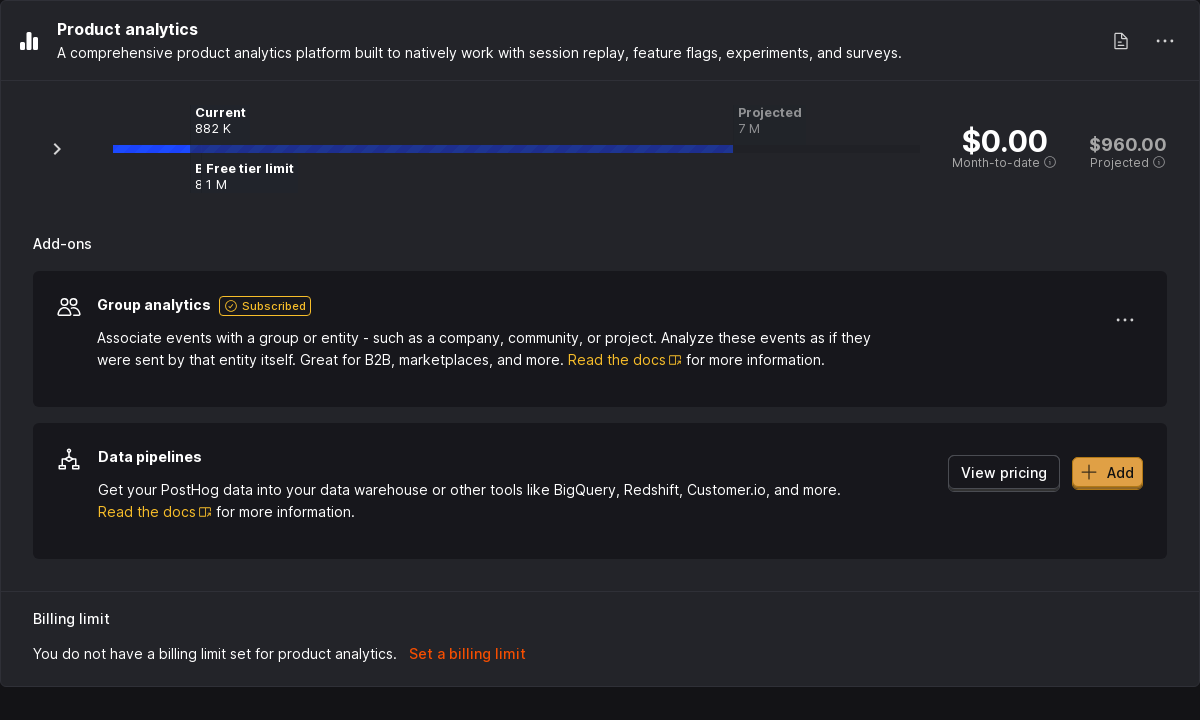 Product analytics
A comprehensive product analytics platform built to natively work with session replay, feature flags, experiments, and surveys.
Current
882 K
Projected
7 M
Free tier limit
1 M
$0.00
Month-to-date
$960.00
Projected
Add-ons
Group analytics Subscribed
Associate events with a group or entity - such as a company, community, or project. Analyze these events as if they
were sent by that entity itself. Great for B2B, marketplaces, and more. Read the docs for more information.
Data pipelines
Get your PostHog data into your data warehouse or other tools like BigQuery, Redshift, Customer.io, and more.
Read the docs for more information.
View pricing
Add
Billing limit
You do not have a billing limit set for product analytics. Set a billing limit